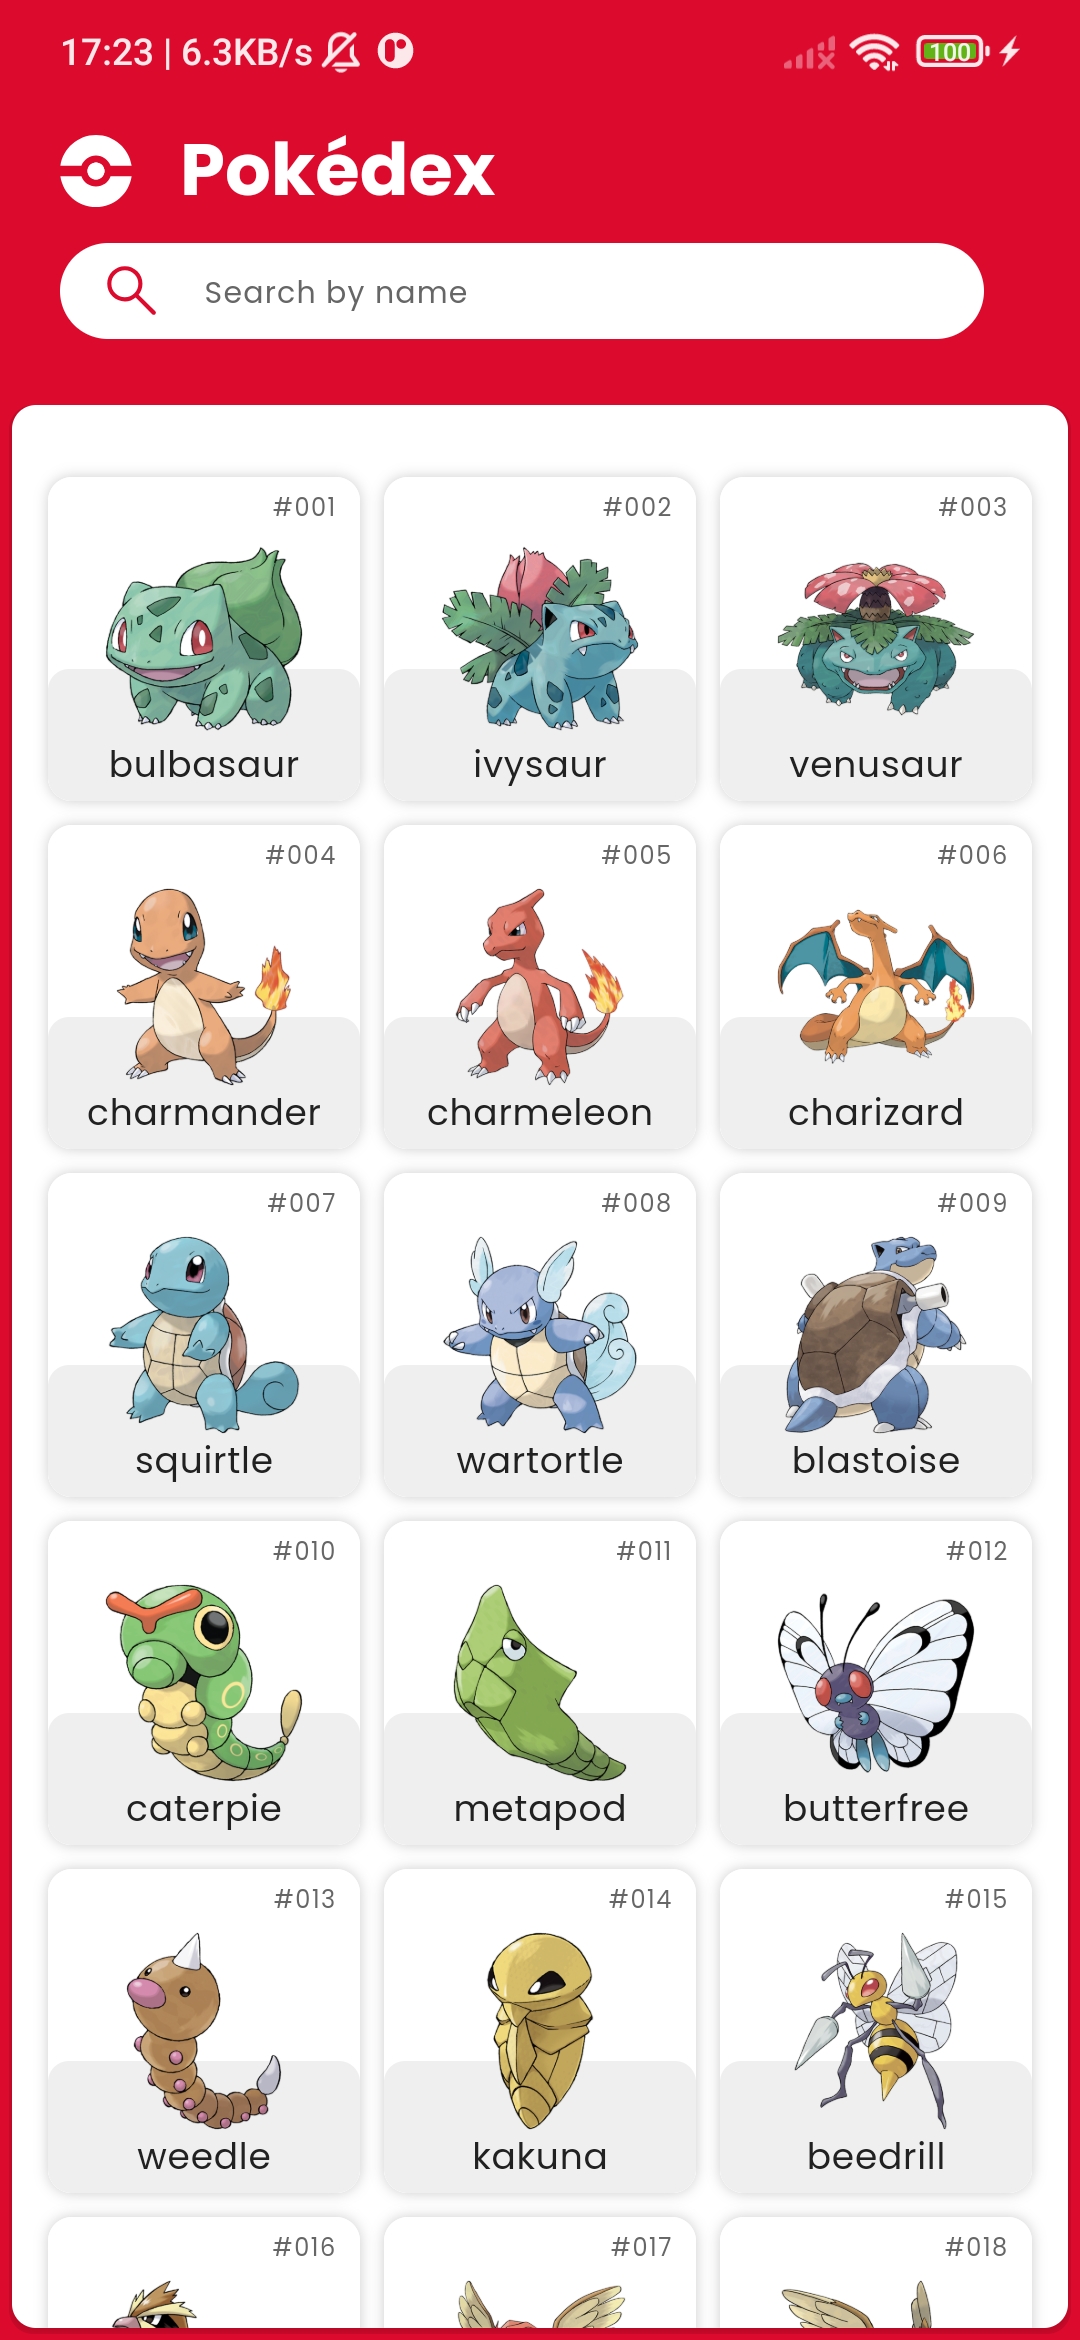 17:23 | 6.3KB/s
100
Pokédex
Search by name
#001 #002 #003
bulbasaur ivysaur venusaur
#004 #005 #006
charmander charmeleon charizard
#007 #008 #009
squirtle wartortle blastoise
#010 #011 #012
caterpie metapod butterfree
#013 #014 #015
weedle kakuna beedrill
#016 #017 #018